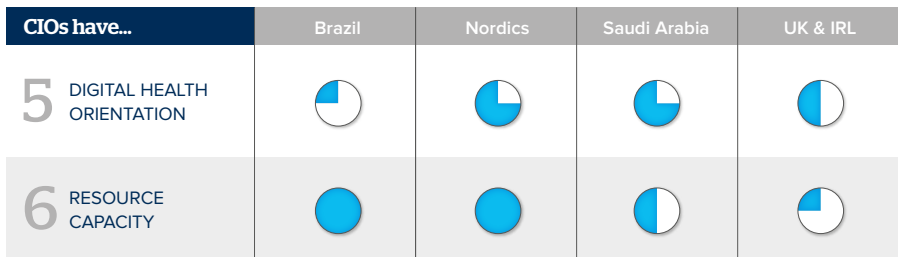 CIOs have... Brazil Nordics Saudi Arabia UK & IRL
5 DIGITAL HEALTH
ORIENTATION
6 RESOURCE
CAPACITY